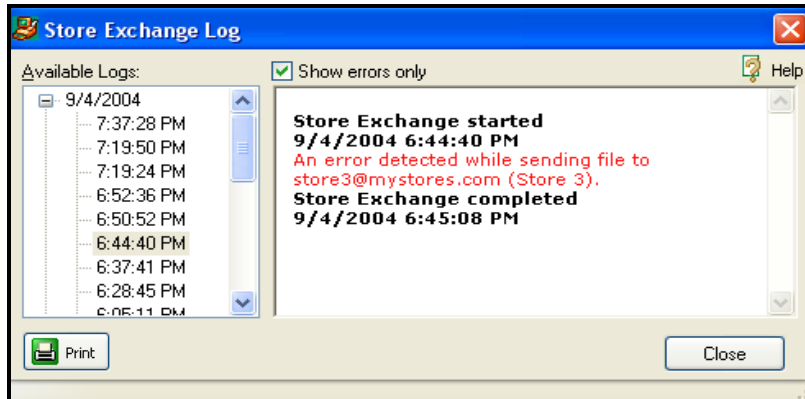 Store Exchange Log
Available Logs:
Show errors only
Help
9/4/2004
7:37:28 PM
7:19:50 PM
7:19:24 PM
6:52:36 PM
6:50:52 PM
6:44:40 PM
6:37:41 PM
6:28:45 PM
6:05:11 PM
Store Exchange started
9/4/2004 6:44:40 PM
An error detected while sending file to
store3@mystores.com (Store 3).
Store Exchange completed
9/4/2004 6:45:08 PM
Print
Close